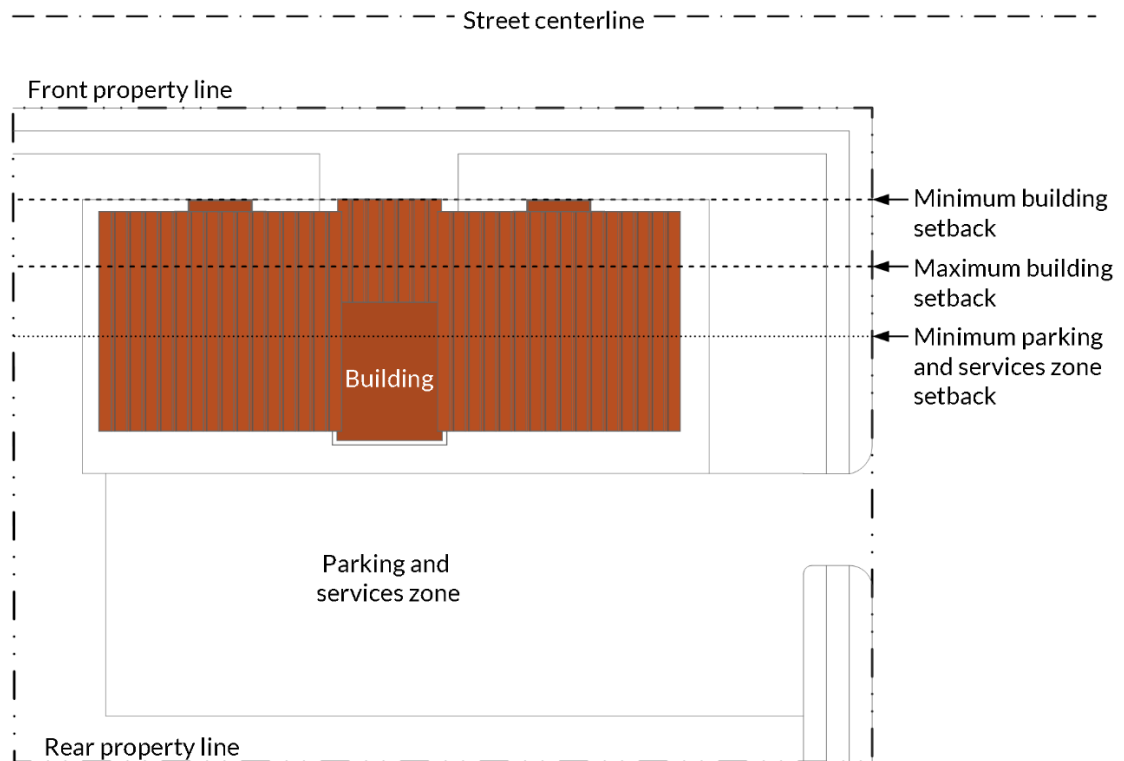 Street centerline
Front property line
Minimum building
setback
Maximum building
setback
Minimum parking
and services zone
setback
Building
Parking and
services zone
Rear property line